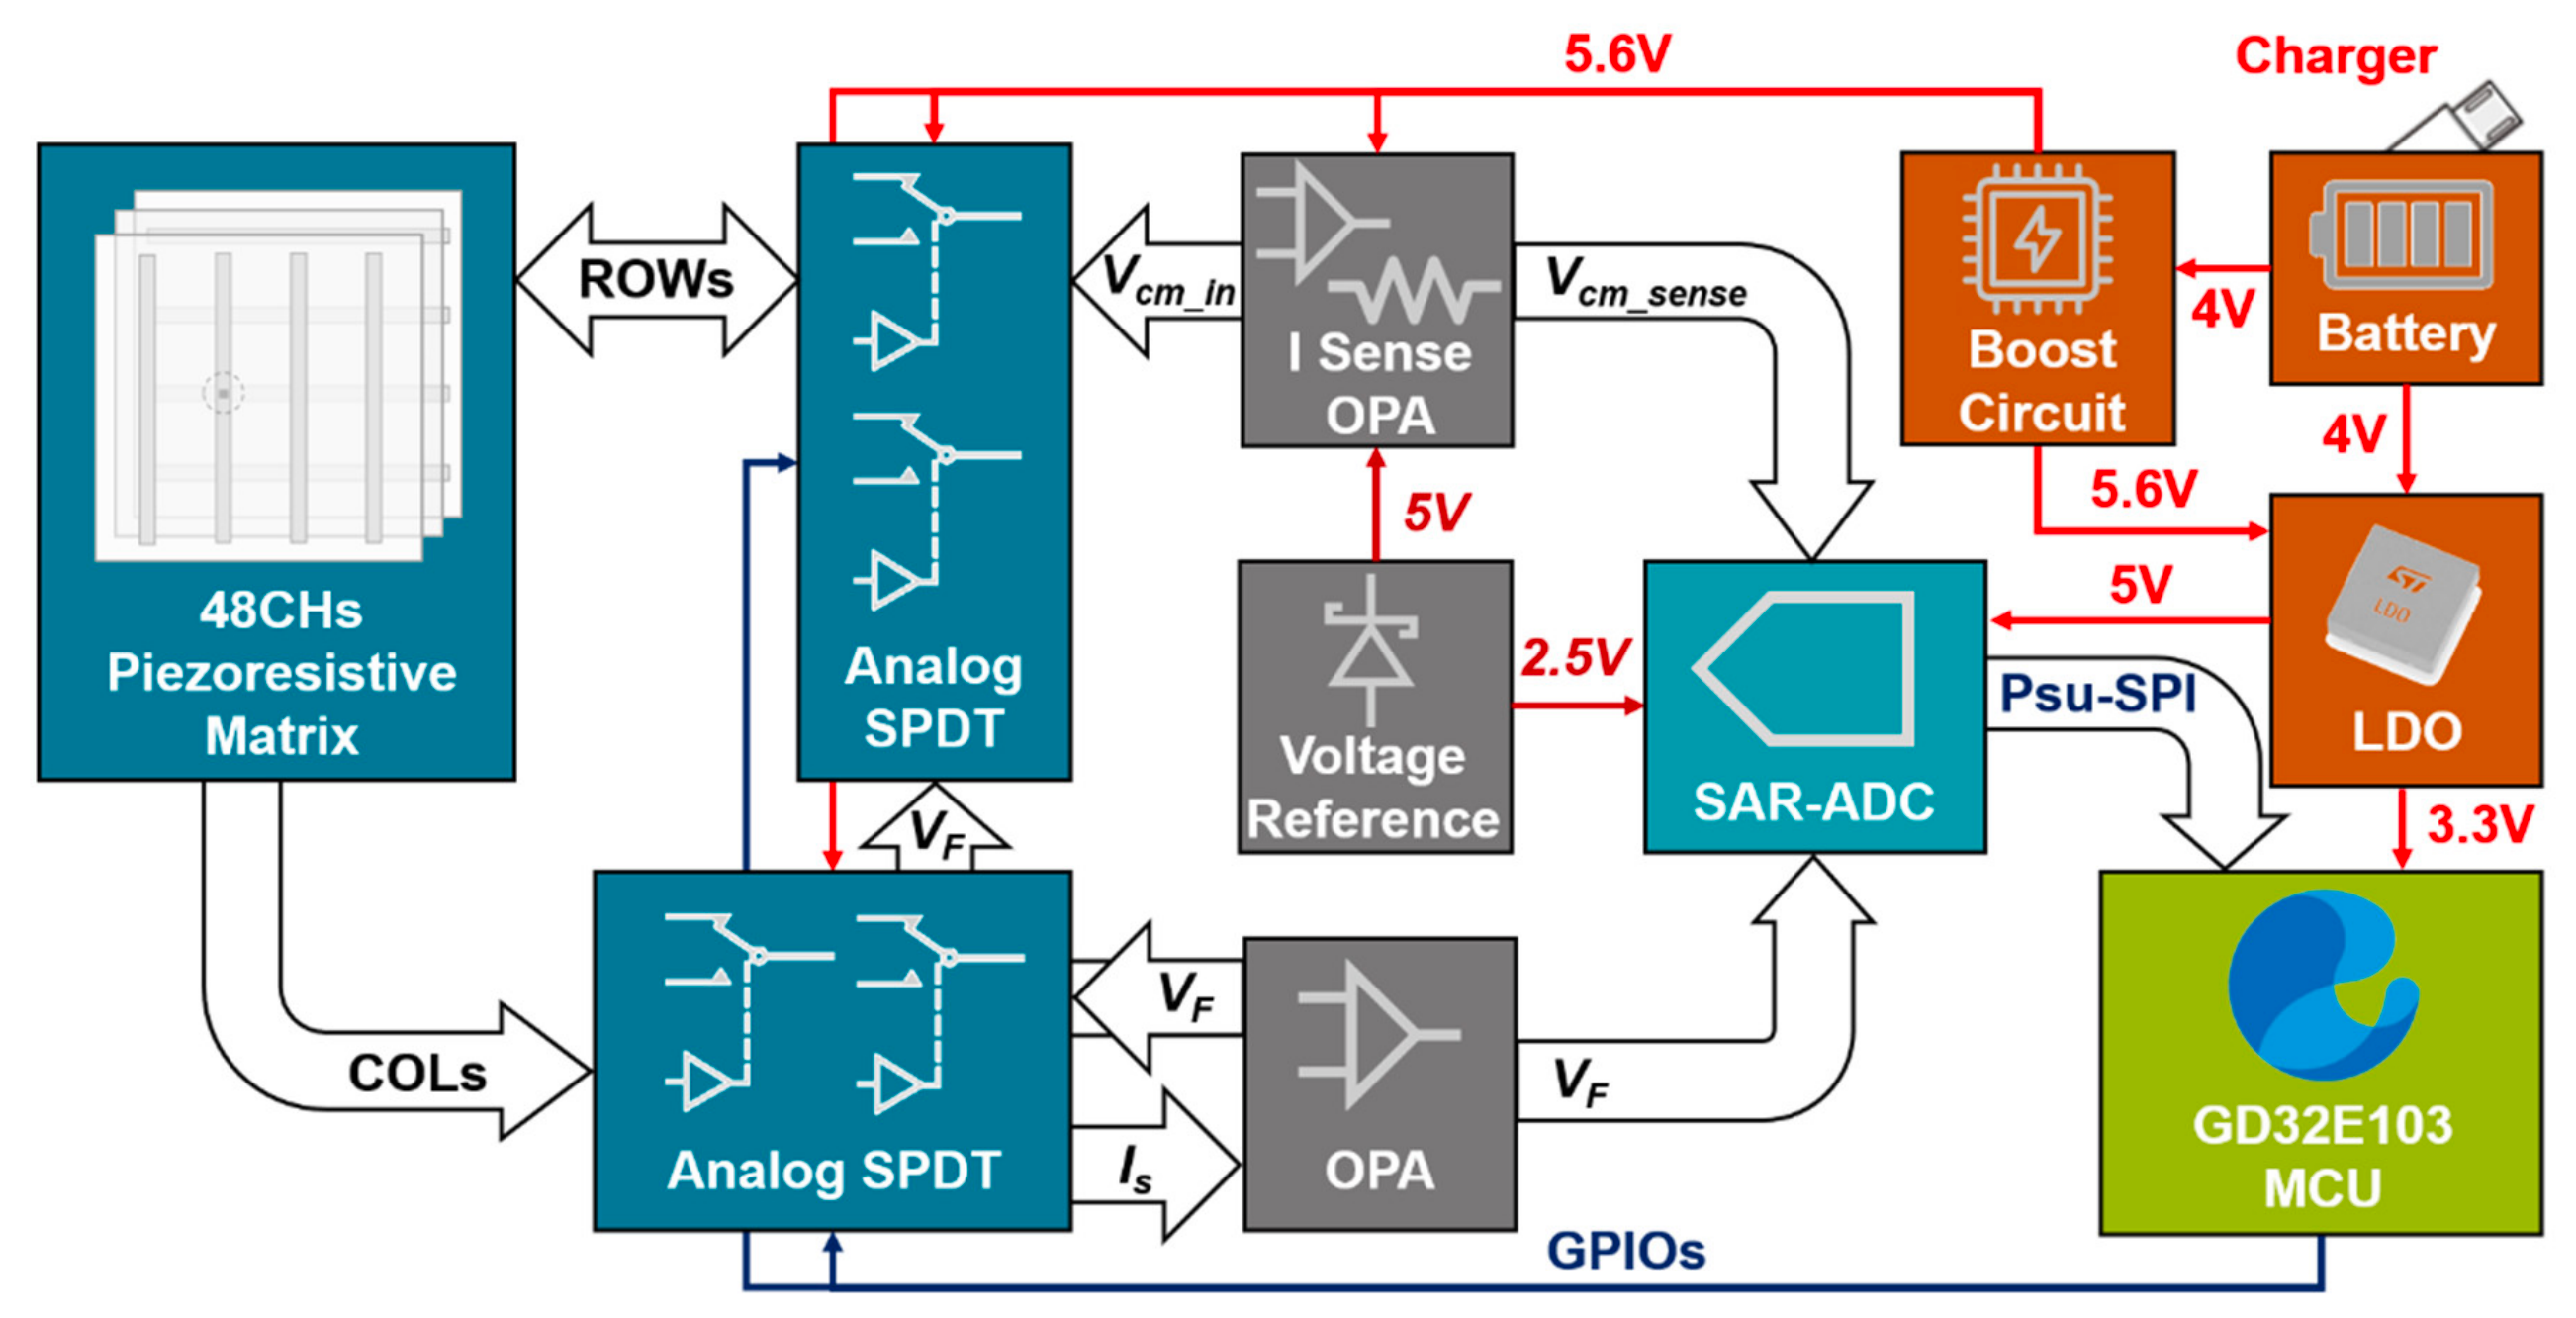 5.6V
Charger
ROWs
Vcm_in
Vcm_sense
I Sense
OPA
Boost
Circuit
4V
Battery
4V
5V
5.6V
48CHs
Piezoresistive
Matrix
Analog
SPDT
VF
Voltage
Reference
2.5V
SAR-ADC
5V
Psu-SPI
ST
LDO
LDO
3.3V
COLs
Analog SPDT
VF
Is
OPA
VF
GD32E103
MCU
GPIOs